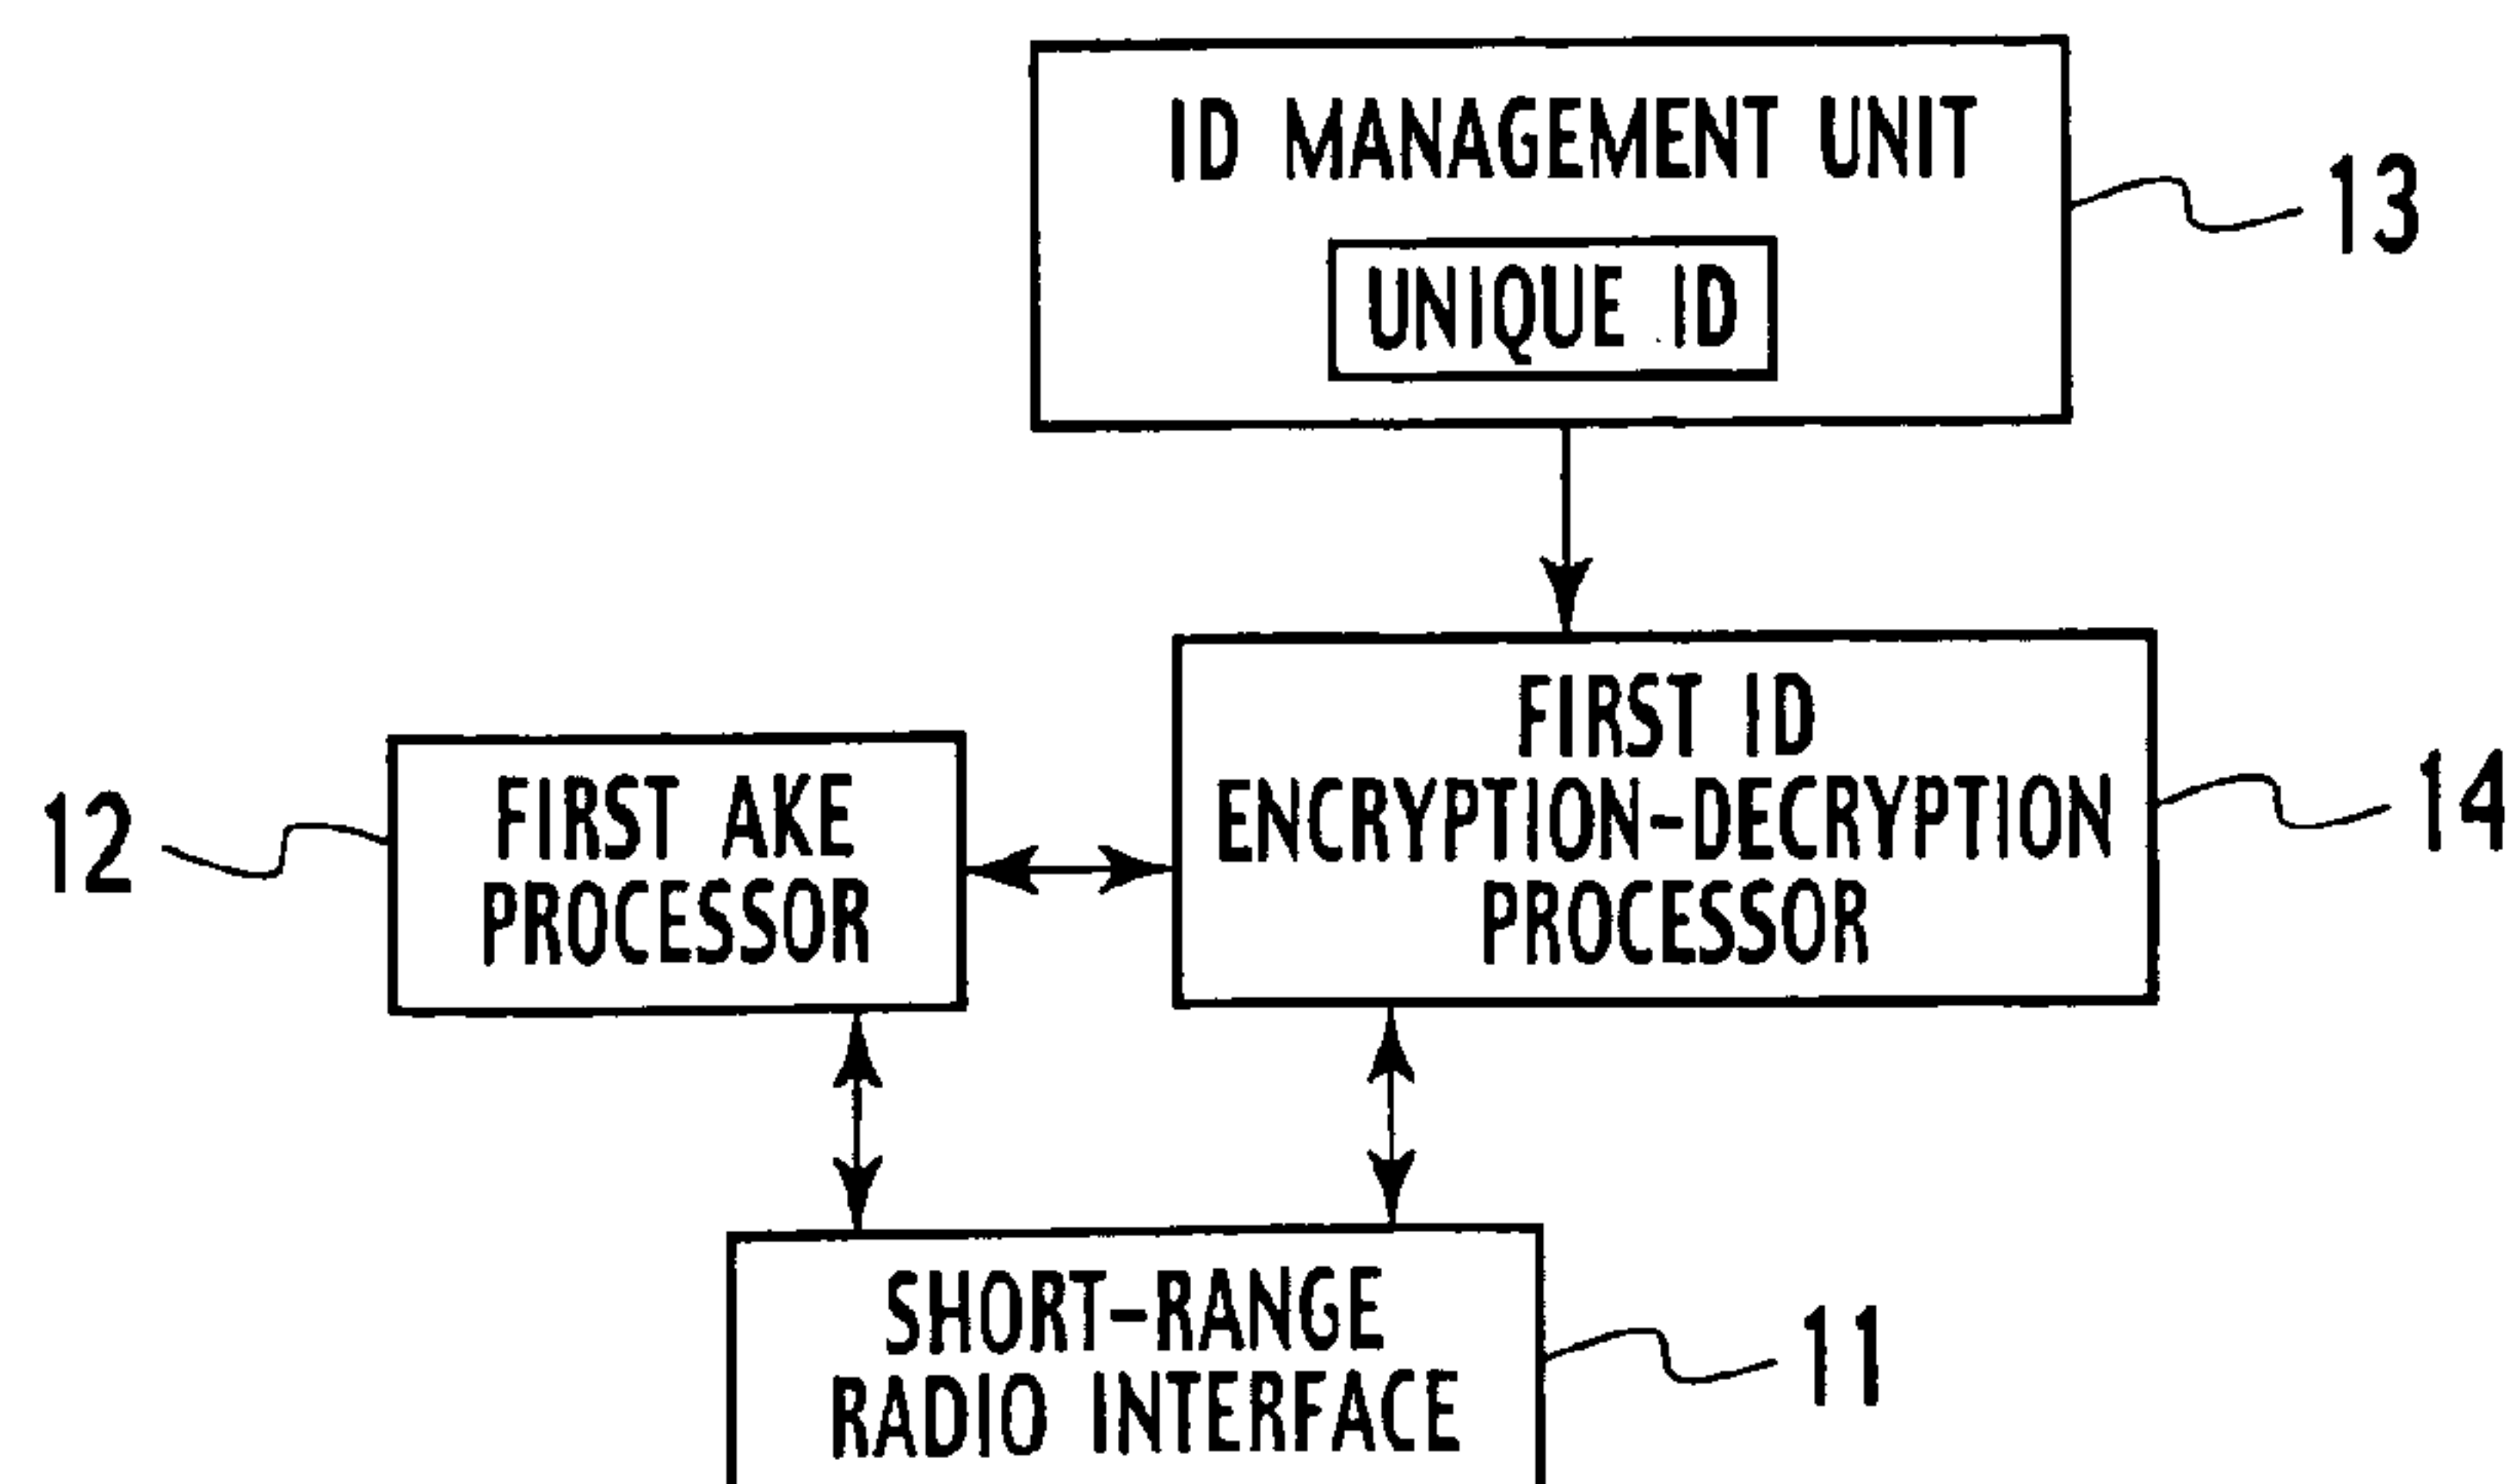 ID MANAGEMENT UNIT
13
UNIQUE ID
FIRST ID
ENCRYPTION-DECRYPTION
PROCESSOR
14
12
FIRST AKE
PROCESSOR
SHORT-RANGE
RADIO INTERFACE
11